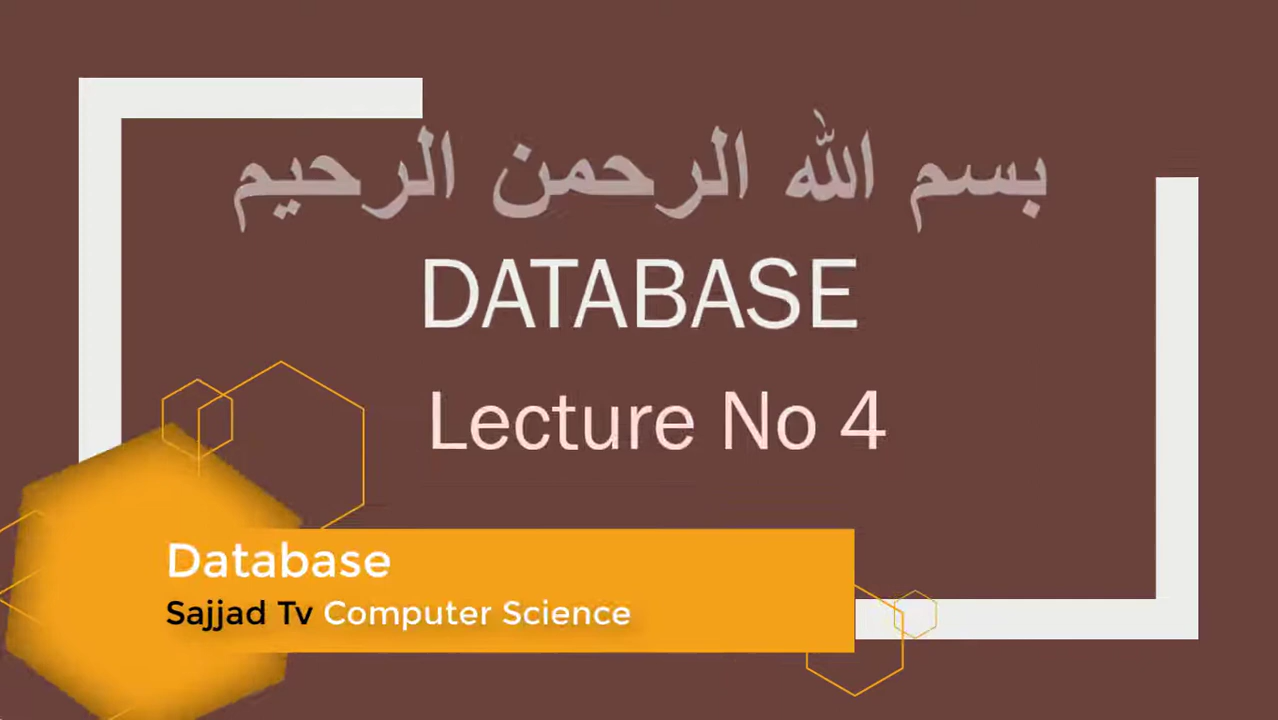 بسم الله الرحمن الرحيم
DATABASE
Lecture No 4
Database
Sajjad Tv Computer Science